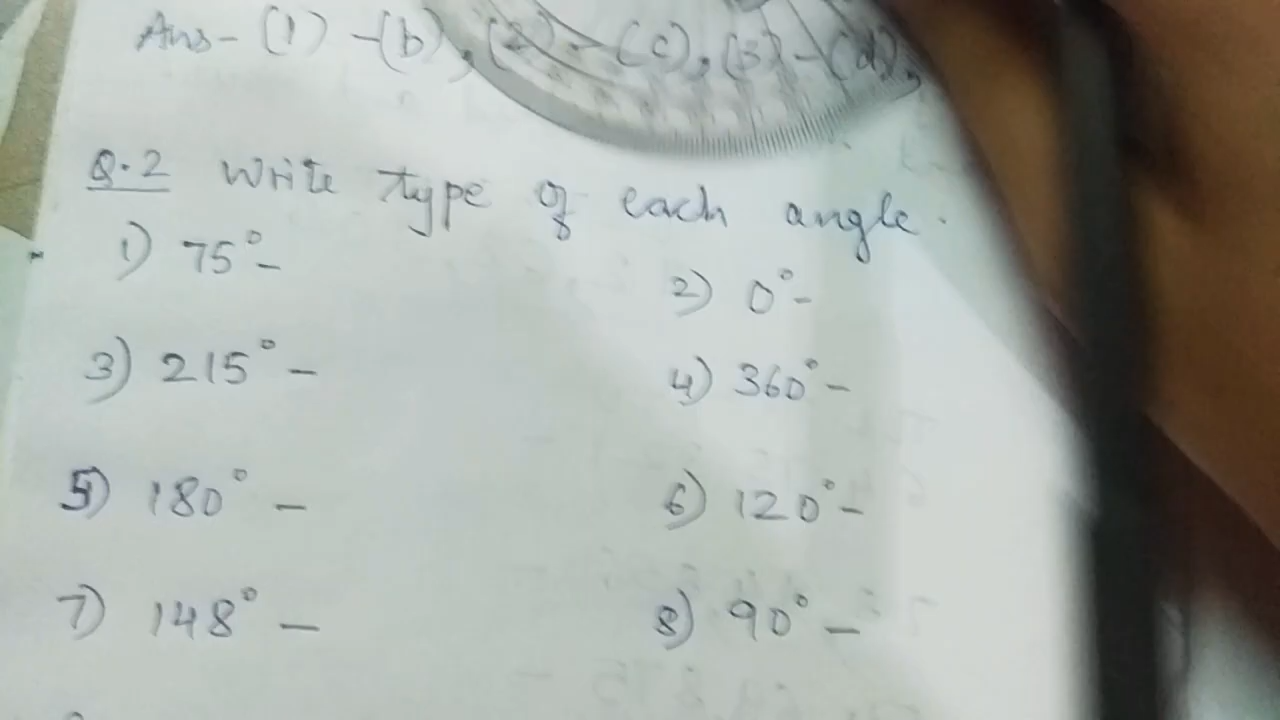 Ans - (1) - (b), (2) - (c), (3) - (d),
Q.2 Write type of each angle.
1) 75° -
2) 0° -
3) 215° -
4) 360° -
5) 180° -
6) 120° -
7) 148° -
8) 90° -